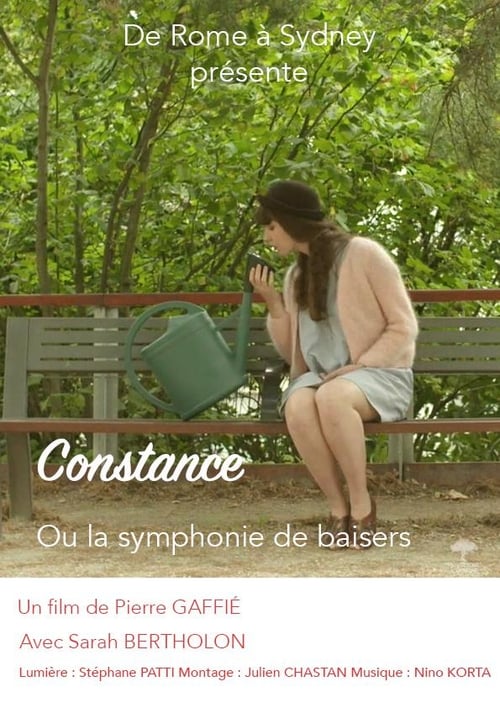 De Rome à Sydney
présente
Constance
Ou la symphonie de baisers
Un film de Pierre GAFFIÉ
Avec Sarah BERTHOLON
Lumière : Stéphane PATTI Montage : Julien CHASTAN Musique : Nino KORTA